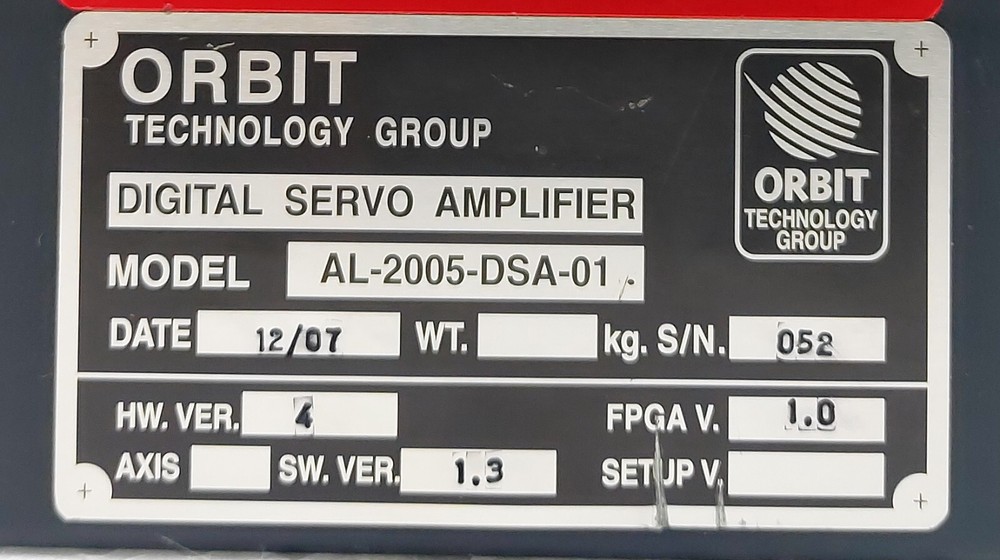 ORBIT
TECHNOLOGY GROUP
ORBIT
TECHNOLOGY
GROUP
DIGITAL SERVO AMPLIFIER
MODEL AL-2005-DSA-01
DATE 12/07 WT. kg. S/N. 052
HW. VER. 4 FPGA V. 1.0
AXIS SW. VER. 1.3 SETUP V.